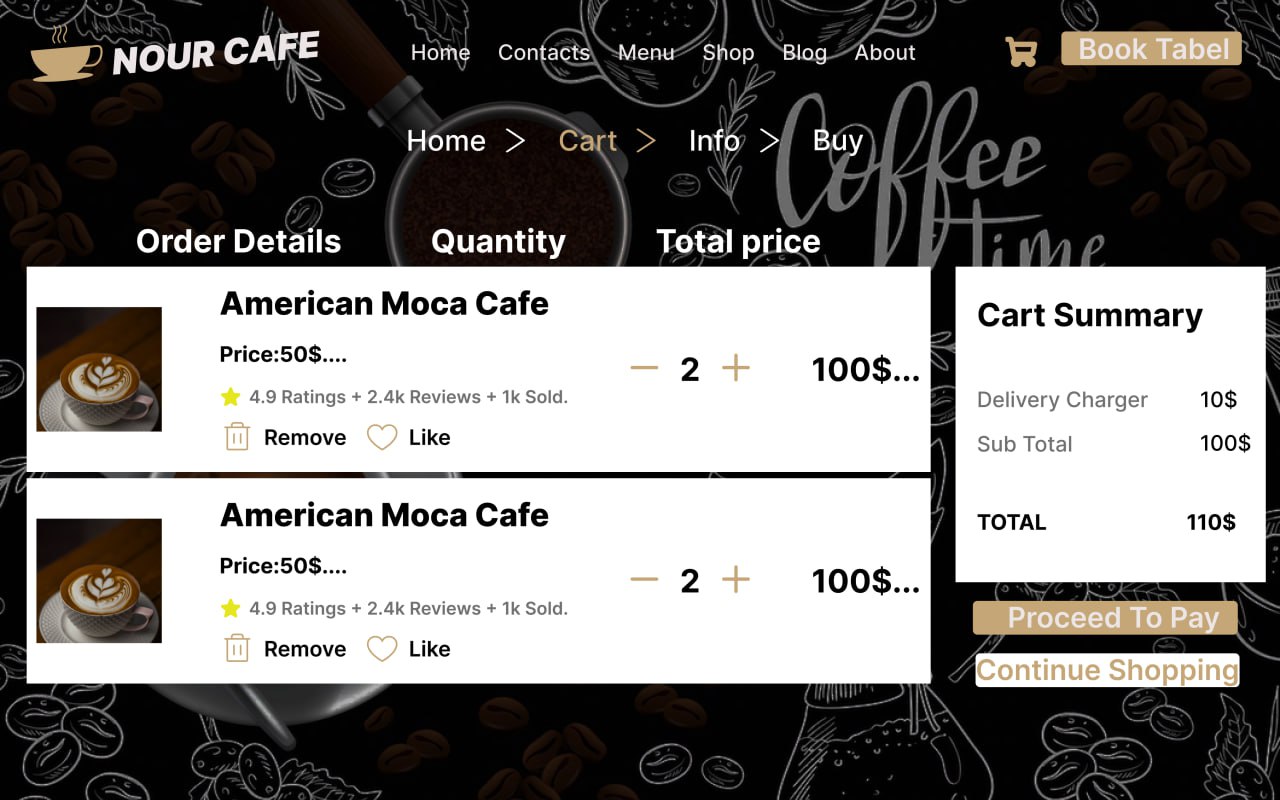 NOUR CAFE
Home Contacts Menu Shop Blog About
Book Tabel
Home > Cart > Info > Buy
Coffee
time
Order Details Quantity Total price
American Moca Cafe
Price:50$....
4.9 Ratings + 2.4k Reviews + 1k Sold.
Remove Like
2
100$...
American Moca Cafe
Price:50$....
4.9 Ratings + 2.4k Reviews + 1k Sold.
Remove Like
2
100$...
Cart Summary
Delivery Charger 10$
Sub Total 100$
TOTAL 110$
Proceed To Pay
Continue Shopping